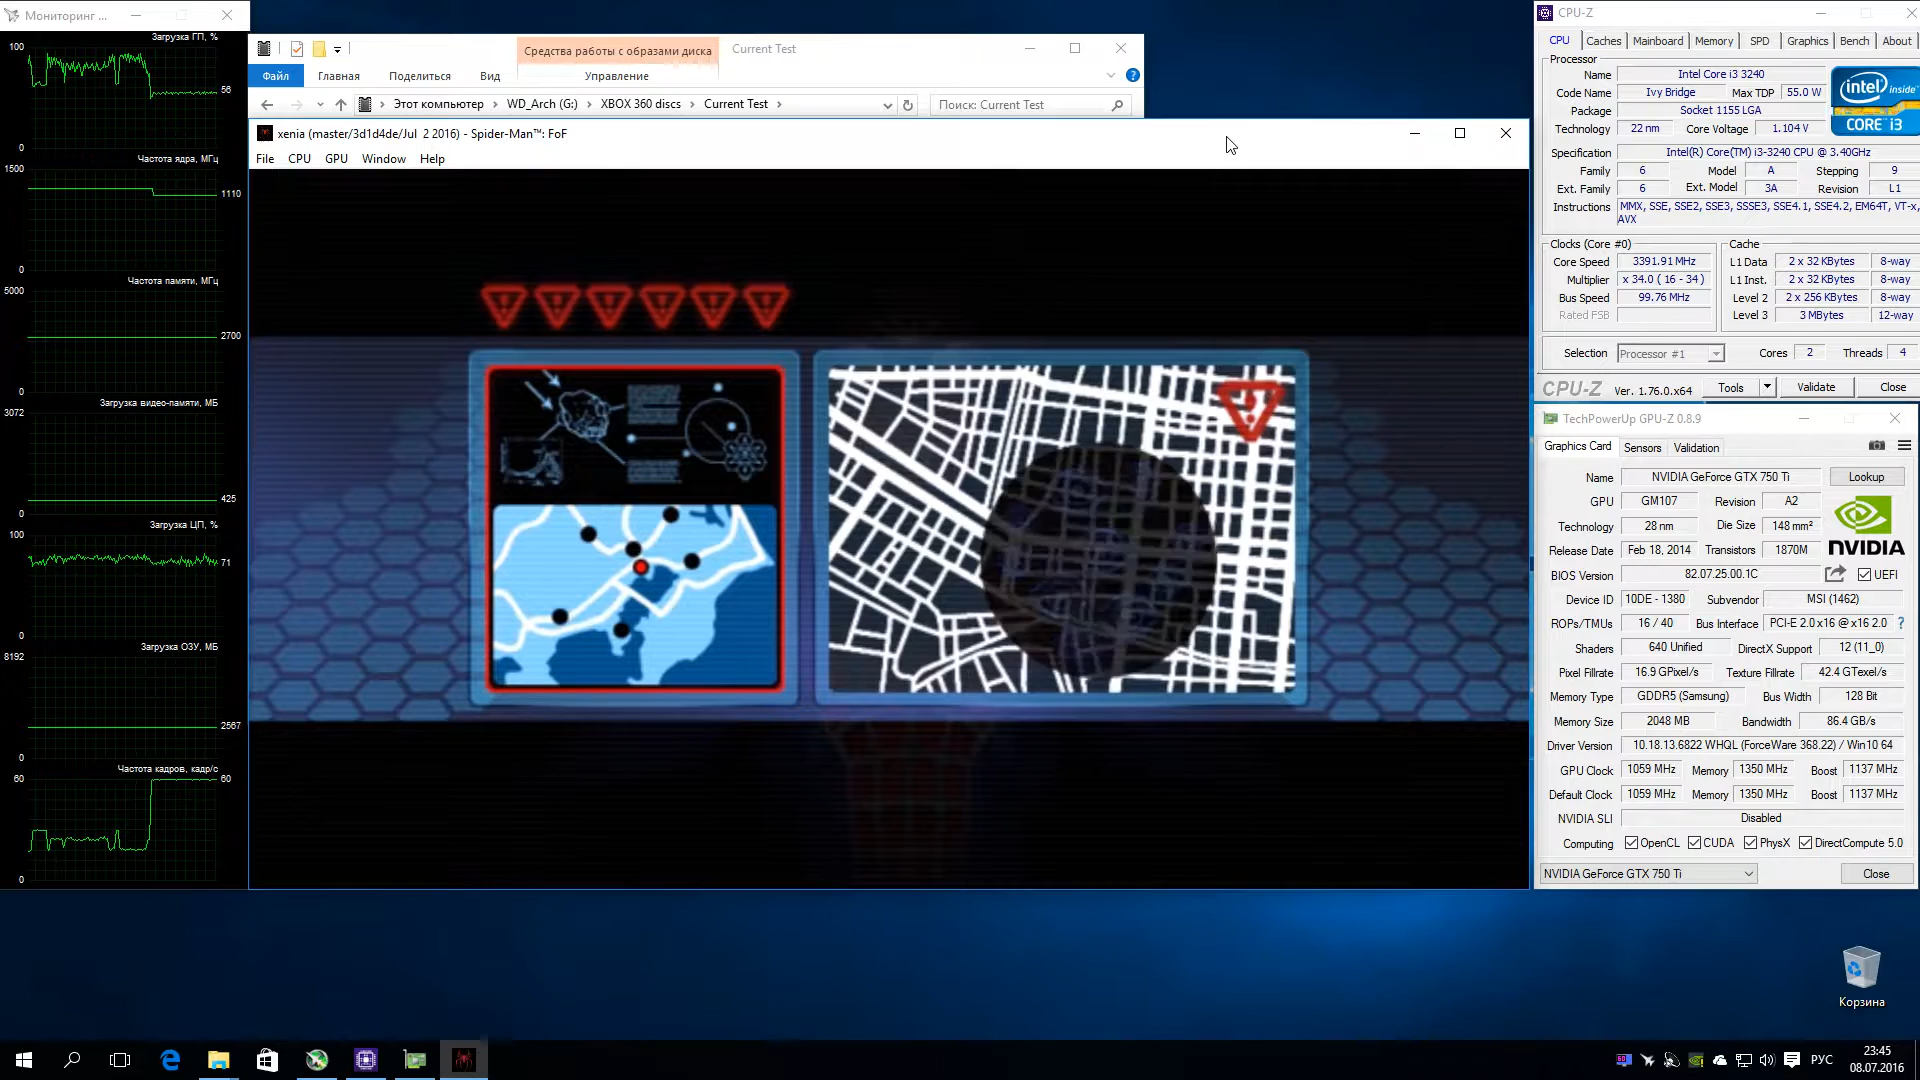 Мониторинг ...
Загрузка ГП, %
100
56
0
Частота ядра, МГц
1500
1110
0
Частота памяти, МГц
5000
2700
0
Загрузка видео-памяти, МБ
3072
425
0
Загрузка ЦП, %
100
71
0
Загрузка ОЗУ, МБ
8192
2567
0
Частота кадров, кадр/с
60
60
0
Средства работы с образами диска
Current Test
Файл
Главная
Поделиться
Вид
Управление
Этот компьютер
WD_Arch (G:)
XBOX 360 discs
Current Test
Поиск: Current Test
xenia (master/3d1d4de/Jul 2 2016) - Spider-Man™: FoF
File CPU GPU Window Help
CPU-Z
CPU Caches Mainboard Memory SPD Graphics Bench About
Processor
Name Intel Core i3 3240
Code Name Ivy Bridge Max TDP 55.0 W
Package Socket 1155 LGA
Technology 22 nm Core Voltage 1.104 V
intel inside
CORE i3
Specification Intel(R) Core(TM) i3-3240 CPU @ 3.40GHz
Family 6 Model A Stepping 9
Ext. Family 6 Ext. Model 3A Revision L1
Instructions MMX, SSE, SSE2, SSE3, SSSE3, SSE4.1, SSE4.2, EM64T, VT-x,
AVX
Clocks (Core #0)
Core Speed 3391.91 MHz
Multiplier x 34.0 ( 16 - 34 )
Bus Speed 99.76 MHz
Rated FSB
Cache
L1 Data 2 x 32 KBytes 8-way
L1 Inst. 2 x 32 KBytes 8-way
Level 2 2 x 256 KBytes 8-way
Level 3 3 MBytes 12-way
Selection Processor #1 Cores 2 Threads 4
CPU-Z Ver. 1.76.0.x64 Tools Validate Close
TechPowerUp GPU-Z 0.8.9
Graphics Card Sensors Validation
Name NVIDIA GeForce GTX 750 Ti Lookup
GPU GM107 Revision A2
Technology 28 nm Die Size 148 mm²
Release Date Feb 18, 2014 Transistors 1870M
NVIDIA
BIOS Version 82.07.25.00.1C UEFI
Device ID 10DE - 1380 Subvendor MSI (1462)
ROPs/TMUs 16 / 40 Bus Interface PCI-E 2.0 x16 @ x16 2.0 ?
Shaders 640 Unified DirectX Support 12 (11_0)
Pixel Fillrate 16.9 GPixel/s Texture Fillrate 42.4 GTexel/s
Memory Type GDDR5 (Samsung) Bus Width 128 Bit
Memory Size 2048 MB Bandwidth 86.4 GB/s
Driver Version 10.18.13.6822 WHQL (ForceWare 368.22) / Win10 64
GPU Clock 1059 MHz Memory 1350 MHz Boost 1137 MHz
Default Clock 1059 MHz Memory 1350 MHz Boost 1137 MHz
NVIDIA SLI Disabled
Computing OpenCL CUDA PhysX DirectCompute 5.0
NVIDIA GeForce GTX 750 Ti Close
Корзина
60
РУС
23:45
08.07.2016